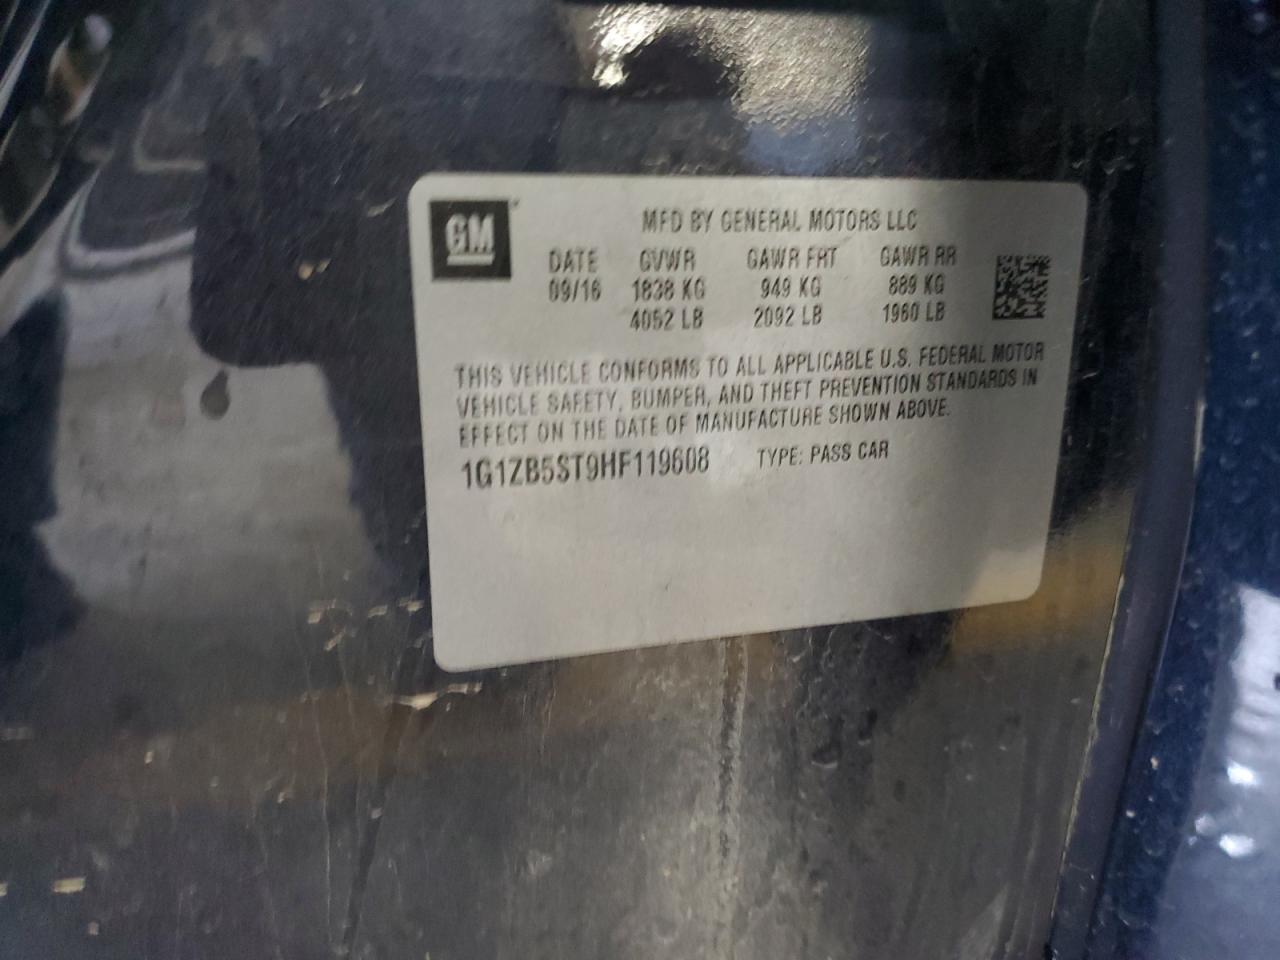 GM
MFD BY GENERAL MOTORS LLC
DATE GVWR GAWR FRT GAWR RR
09/16 1838 KG 949 KG 889 KG
4052 LB 2092 LB 1960 LB
THIS VEHICLE CONFORMS TO ALL APPLICABLE U.S. FEDERAL MOTOR
VEHICLE SAFETY, BUMPER, AND THEFT PREVENTION STANDARDS IN
EFFECT ON THE DATE OF MANUFACTURE SHOWN ABOVE.
1G1ZB5ST9HF119608 TYPE: PASS CAR